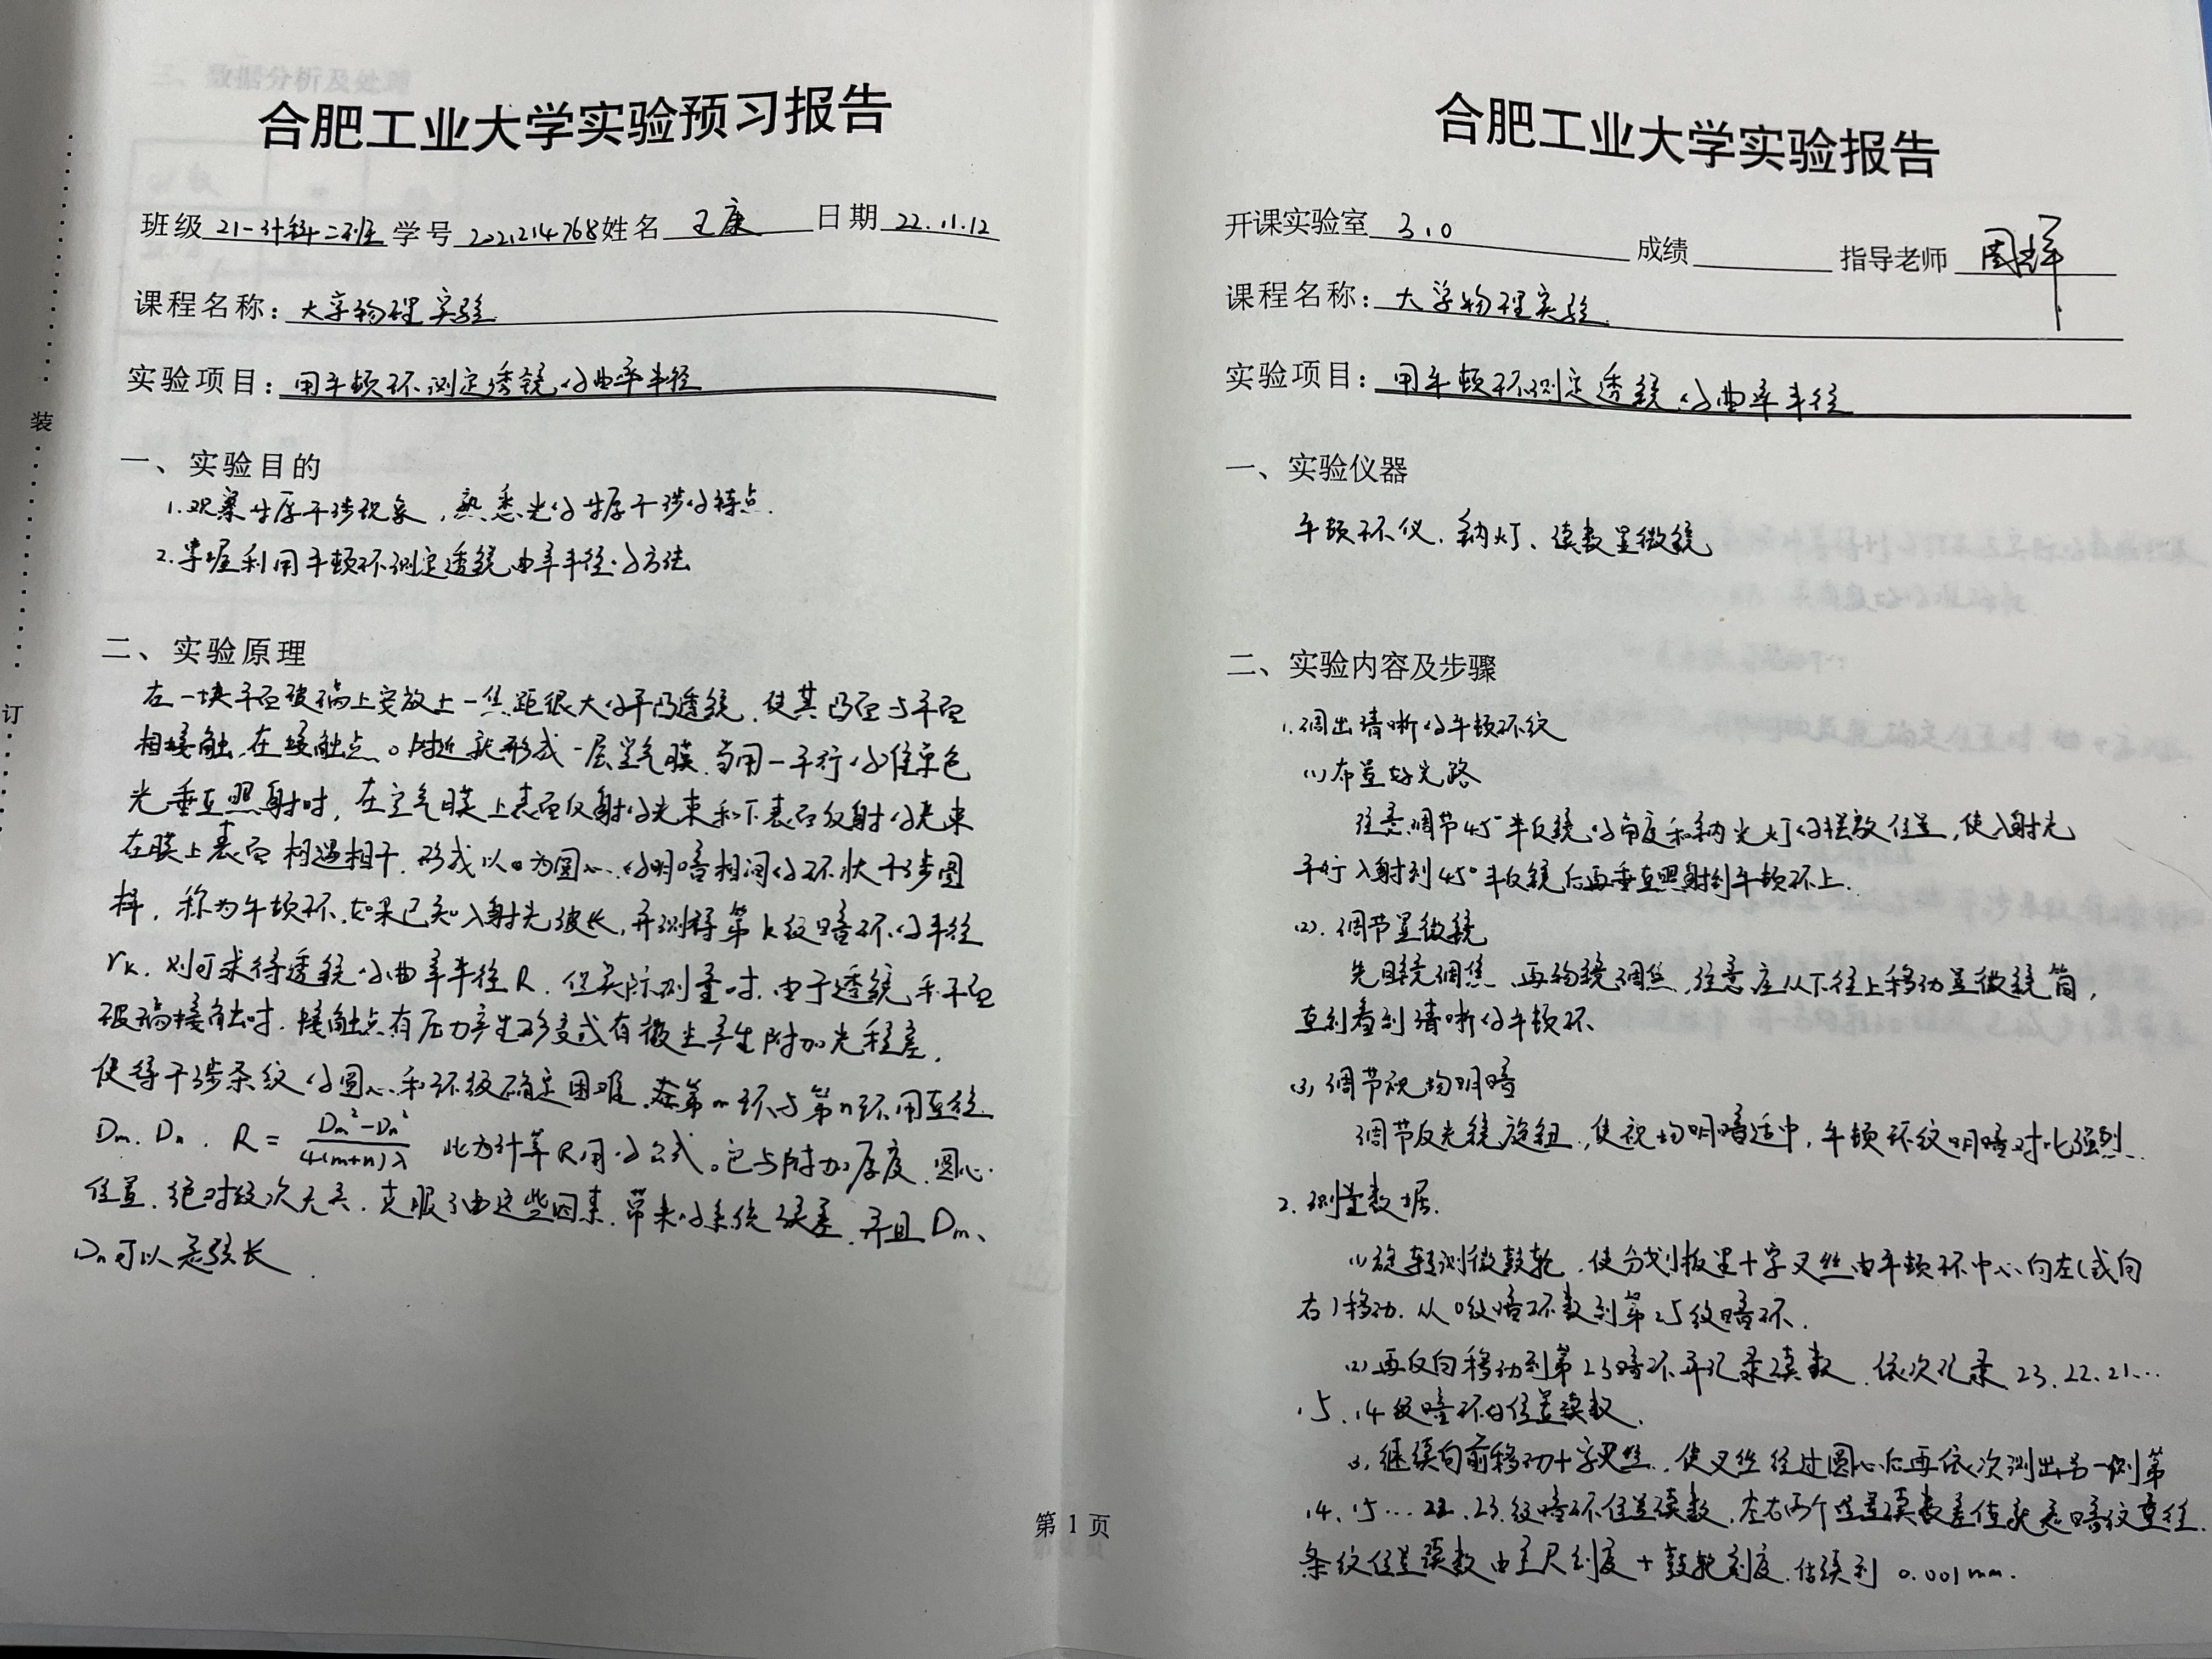 合肥工业大学实验预习报告
班级 21-计科二班 学号 2021214768 姓名 王康 日期 22.11.12
课程名称: 大学物理实验
实验项目: 用牛顿环测定透镜的曲率半径
一、实验目的
1.观察等厚干涉现象，熟悉光的等厚干涉的特点.
2.掌握利用牛顿环测定透镜曲率半径的方法
二、实验原理
在一块平面玻璃上安放上一焦距很大的平凸透镜，使其凸面与平面
相接触，在接触点o附近就形成一层空气膜，当用一平行的准单色
光垂直照射时，在空气膜上表面反射的光束和下表面反射的光束
在膜上表面相遇相干，形成以o为圆心的明暗相间的环状干涉图
样，称为牛顿环.如果已知入射光波长，并测得第k级暗环的半径
rk，则可求得透镜的曲率半径R. 但实际测量时，由于透镜和平面
玻璃接触时，接触点有压力产生形变或有微尘产生附加光程差，
使得干涉条纹的圆心和环级确定困难，第m环与第n环用直径
Dm、Dn. R = (Dm²-Dn²)/(4(m+n)λ) 此为计算R用的公式。它与附加厚度、圆心
位置、绝对级次无关，克服了由这些因素带来的系统误差，并且Dm、
Dn可以是弦长.
装
订
第 1 页
合肥工业大学实验报告
开课实验室 310 成绩 指导老师 周
课程名称: 大学物理实验
实验项目: 用牛顿环测定透镜的曲率半径
一、实验仪器
牛顿环仪、钠灯、读数显微镜
二、实验内容及步骤
1.调出清晰的牛顿环纹
(1)布置好光路
注意调节45°半反镜的角度和钠光灯的摆放位置，使入射光
平行入射到45°半反镜后再垂直照射到牛顿环上.
(2). 调节显微镜
先目镜调焦、再物镜调焦，注意应从下往上移动显微镜筒，
直到看到清晰的牛顿环
(3) 调节视场明暗
调节反光镜旋钮，使视场明暗适中，牛顿环纹明暗对比强烈.
2.测量数据.
(1)旋转测微鼓轮，使分划板里十字叉丝由牛顿环中心向左(或向
右)移动. 从0级暗环数到第25级暗环.
(2)再反向移动到第23暗环并记录读数，依次记录 23、22、21...
15、14级暗环的位置读数.
(3)继续向前移动十字叉丝，使叉丝经过圆心后再依次测出另一侧第
14、15...22、23级暗环位置读数，左右两个位置读数差值就是暗纹直径.
条纹位置读数由主尺刻度+鼓轮刻度，估读到 0.001mm.